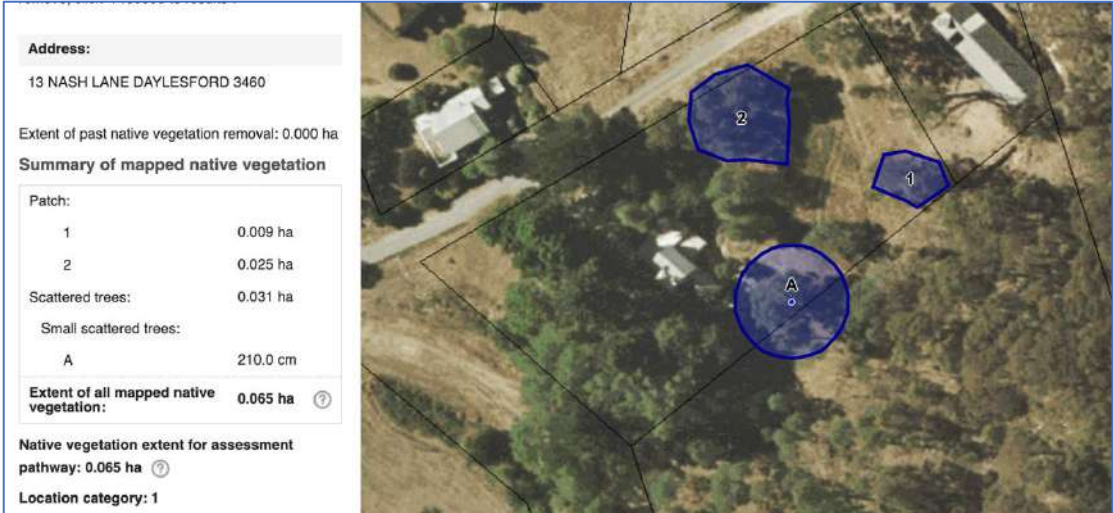 Address:
13 NASH LANE DAYLESFORD 3460
Extent of past native vegetation removal: 0.000 ha
Summary of mapped native vegetation
Patch:
1 0.009 ha
2 0.025 ha
Scattered trees: 0.031 ha
Small scattered trees:
A 210.0 cm
Extent of all mapped native
vegetation: 0.065 ha ?
Native vegetation extent for assessment
pathway: 0.065 ha ?
Location category: 1
2
1
A